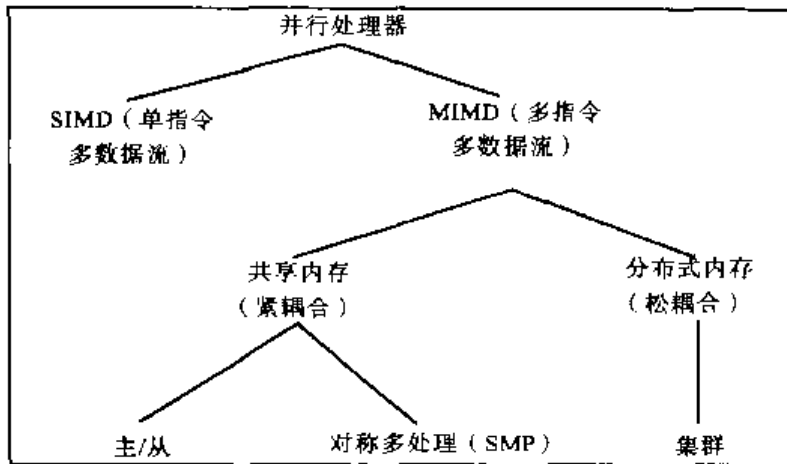 并行处理器
SIMD（单指令
多数据流）
MIMD（多指令
多数据流）
共享内存
（紧耦合）
分布式内存
（松耦合）
主/从
对称多处理（SMP）
集群